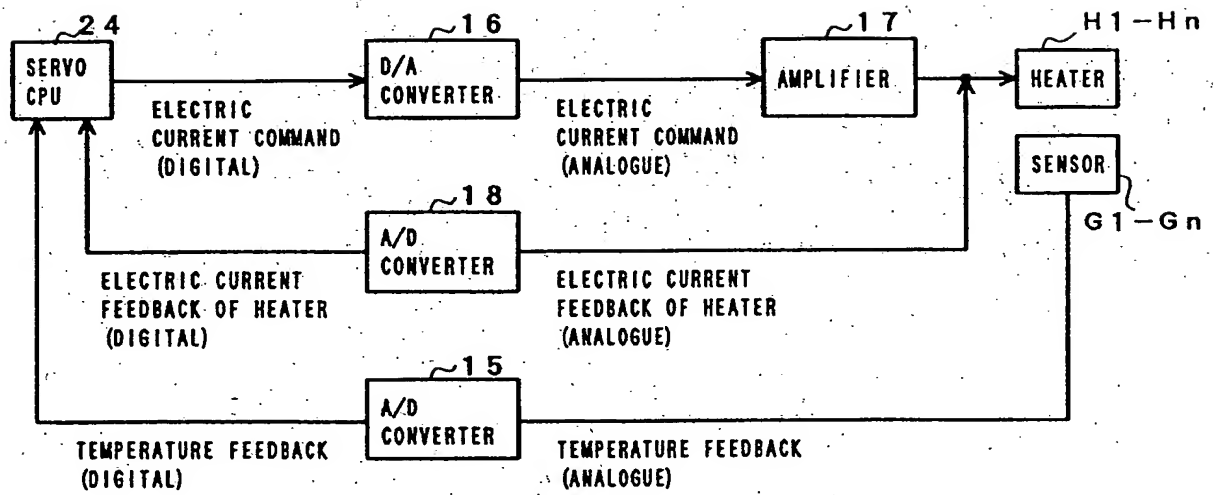 24
SERVO
CPU
16
D/A
CONVERTER
17
AMPLIFIER
H1-Hn
HEATER
ELECTRIC
CURRENT COMMAND
(DIGITAL)
ELECTRIC
CURRENT COMMAND
(ANALOGUE)
SENSOR
G1-Gn
18
A/D
CONVERTER
ELECTRIC CURRENT
FEEDBACK OF HEATER
(DIGITAL)
ELECTRIC CURRENT
FEEDBACK OF HEATER
(ANALOGUE)
15
A/D
CONVERTER
TEMPERATURE FEEDBACK
(DIGITAL)
TEMPERATURE FEEDBACK
(ANALOGUE)